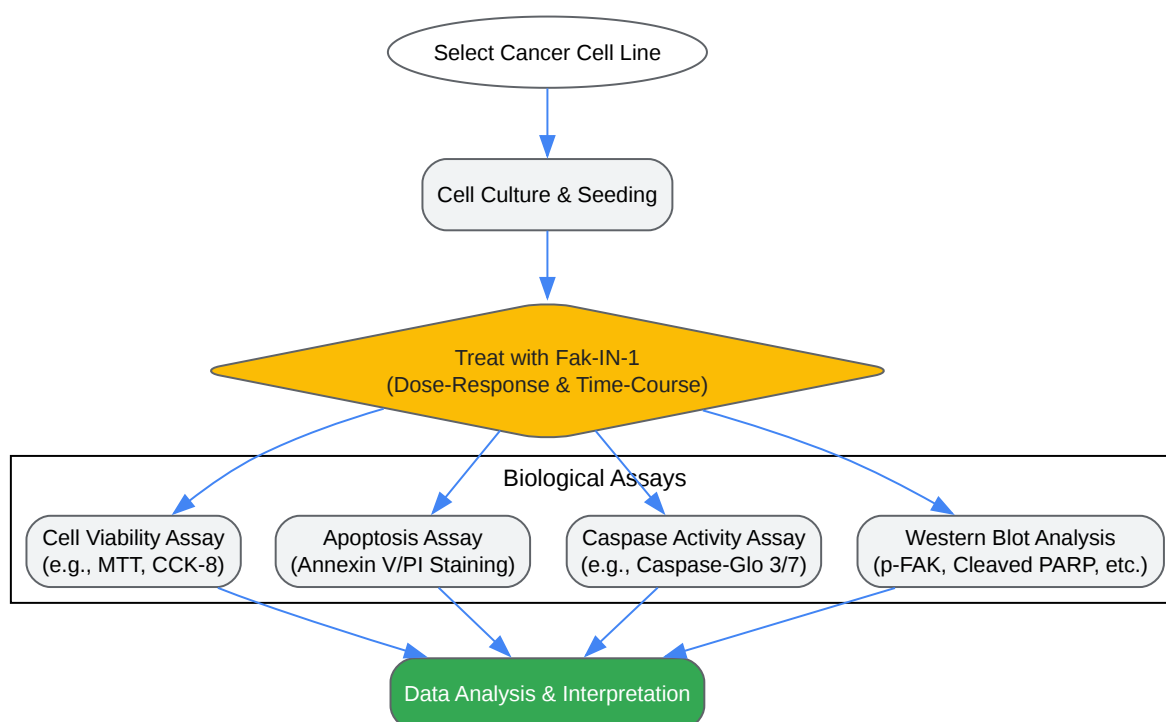 Select Cancer Cell Line
Cell Culture & Seeding
Treat with Fak-IN-1
(Dose-Response & Time-Course)
Biological Assays
Cell Viability Assay
(e.g., MTT, CCK-8)
Apoptosis Assay
(Annexin V/PI Staining)
Caspase Activity Assay
(e.g., Caspase-Glo 3/7)
Western Blot Analysis
(p-FAK, Cleaved PARP, etc.)
Data Analysis & Interpretation